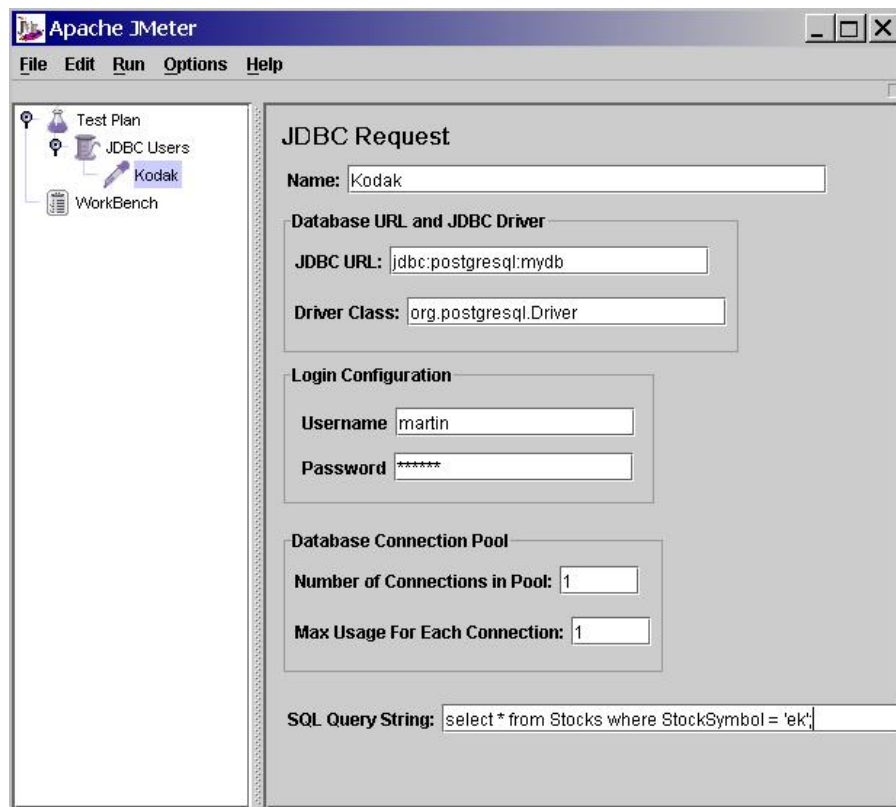 Apache JMeter
File Edit Run Options Help
Test Plan
JDBC Users
Kodak
WorkBench
JDBC Request
Name: Kodak
Database URL and JDBC Driver
JDBC URL: jdbc:postgresql:mydb
Driver Class: org.postgresql.Driver
Login Configuration
Username martin
Password ******
Database Connection Pool
Number of Connections in Pool: 1
Max Usage For Each Connection: 1
SQL Query String: select * from Stocks where StockSymbol = 'ek';